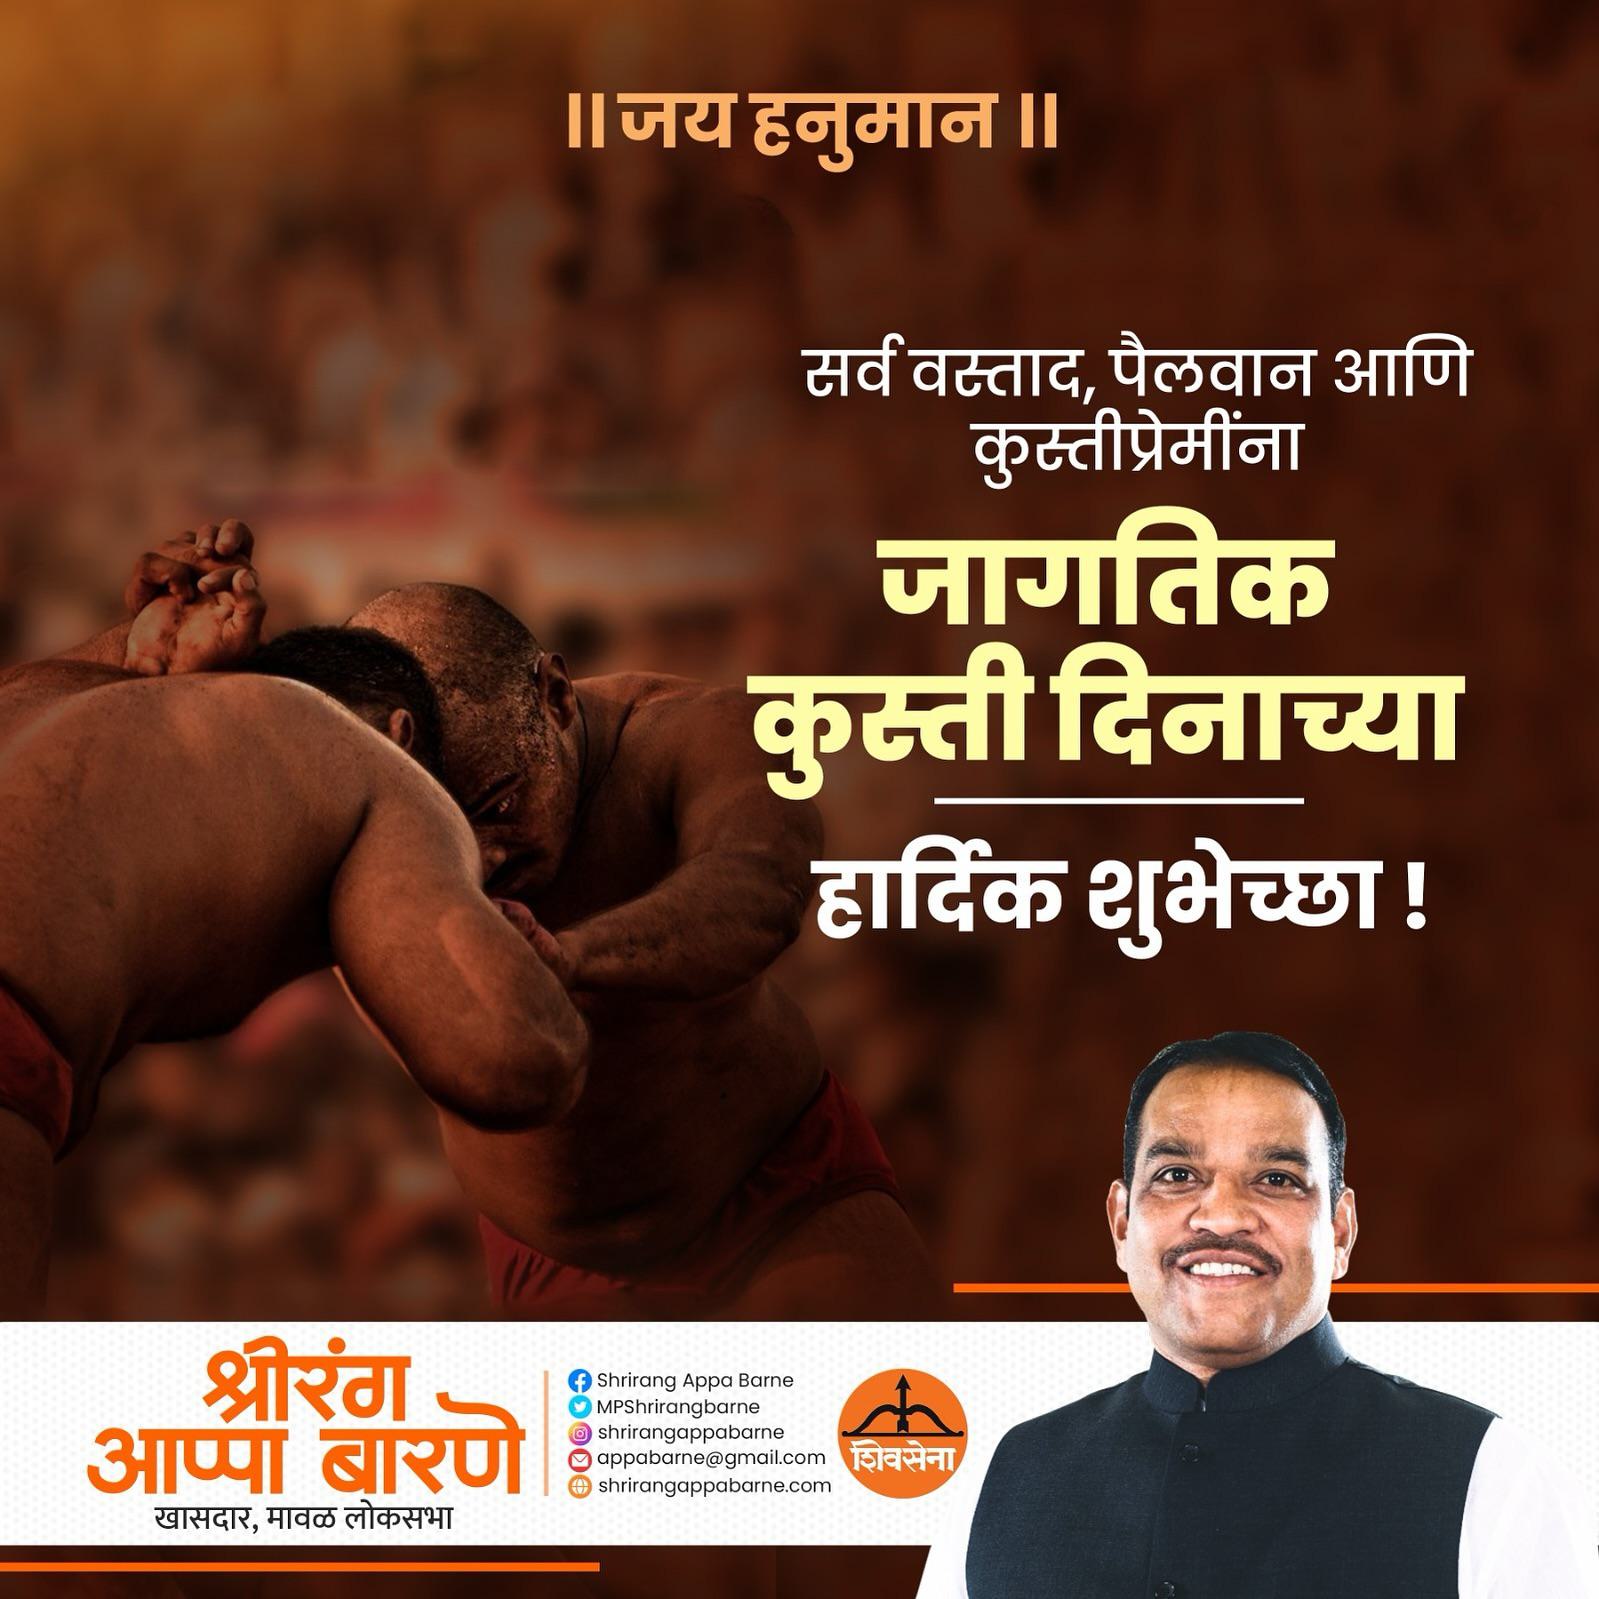 ॥ जय हनुमान ॥
सर्व वस्ताद, पैलवान आणि
कुस्तीप्रेमींना
जागतिक
कुस्ती दिनाच्या
हार्दिक शुभेच्छा !
श्रीरंग
आप्पा बारणे
खासदार, मावळ लोकसभा
Shrirang Appa Barne
MPShrirangbarne
shrirangappabarne
appabarne@gmail.com
shrirangappabarne.com
शिवसेना